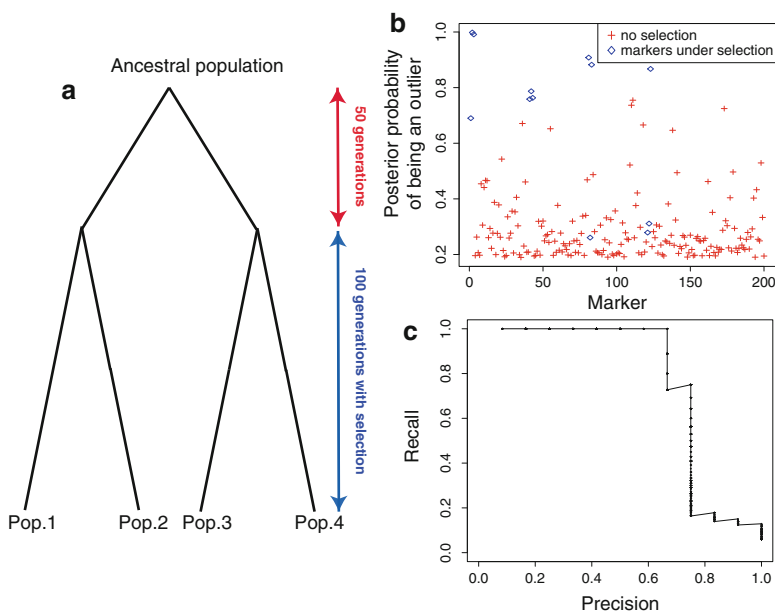 a
Ancestral population
50 generations
100 generations with selection
Pop.1
Pop.2
Pop.3
Pop.4
b
Posterior probability
of being an outlier
1.0
0.8
0.6
0.4
0.2
no selection
markers under selection
0
50
100
150
200
Marker
c
Recall
1.0
0.8
0.6
0.4
0.2
0.0
0.0
0.2
0.4
0.6
0.8
1.0
Precision